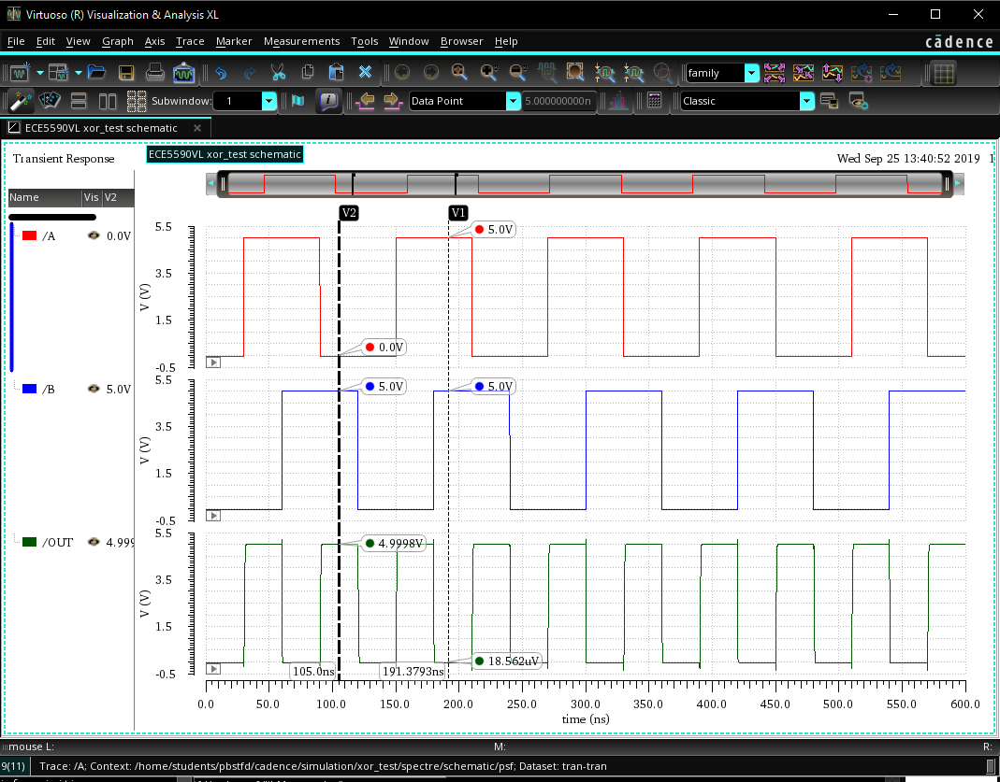 Virtuoso (R) Visualization & Analysis XL
File Edit View Graph Axis Trace Marker Measurements Tools Window Browser Help
cādence
family
Subwindow: 1
Data Point
5.000000000n
Classic
ECE5590VL xor_test schematic
Transient Response
ECE5590VL xor_test schematic
Wed Sep 25 13:40:52 2019 1
Name Vis V2
V2 V1
/A 0.0V
5.5
3.5
1.5
-0.5
V (V)
5.0V
0.0V
/B 5.0V
5.5
3.5
1.5
-0.5
V (V)
5.0V 5.0V
/OUT 4.999
5.5
3.5
1.5
-0.5
V (V)
4.9998V
18.562uV
105.0ns 191.3793ns
0.0 50.0 100.0 150.0 200.0 250.0 300.0 350.0 400.0 450.0 500.0 550.0 600.0
time (ns)
mouse L: M: R:
9(11) Trace: /A; Context: /home/students/pbstfd/cadence/simulation/xor_test/spectre/schematic/psf; Dataset: tran-tran